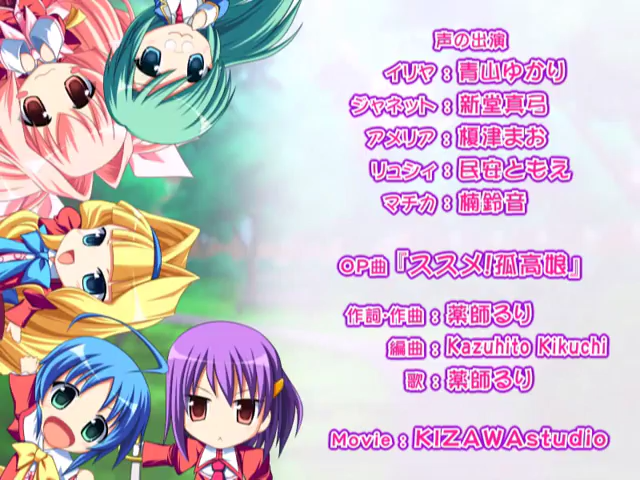 声の出演
イリヤ：青山ゆかり
ジャネット：新堂真弓
アメリア：榎津まお
リュシィ：民安ともえ
マチカ：楠鈴音
OP曲『ススメ！孤高娘』
作詞・作曲：薬師るり
編曲：Kazuhito Kikuchi
歌：薬師るり
Movie：KIZAWAstudio